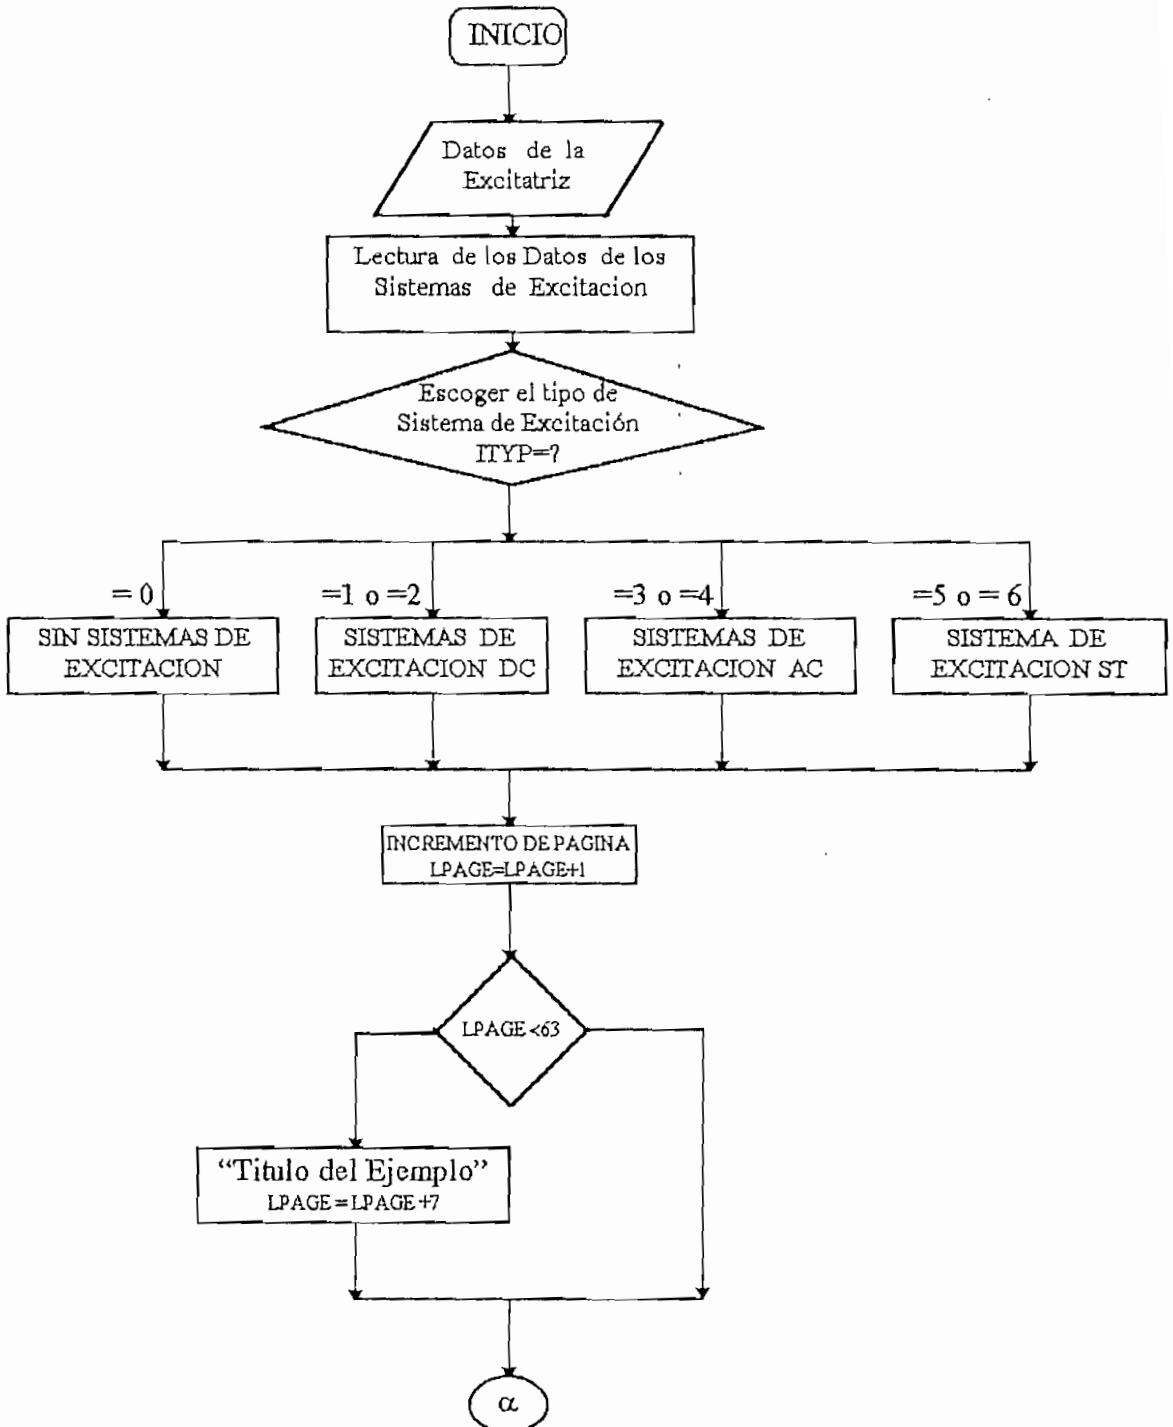 INICIO
Datos de la
Excitatriz
Lectura de los Datos de los
Sistemas de Excitacion
Escoger el tipo de
Sistema de Excitación
ITYP=?
= 0
=1 o =2
=3 o =4
=5 o = 6
SIN SISTEMAS DE
EXCITACION
SISTEMAS DE
EXCITACION DC
SISTEMAS DE
EXCITACION AC
SISTEMA DE
EXCITACION ST
INCREMENTO DE PAGINA
LPAGE=LPAGE+1
LPAGE <63
“Titulo del Ejemplo”
LPAGE = LPAGE +7
α